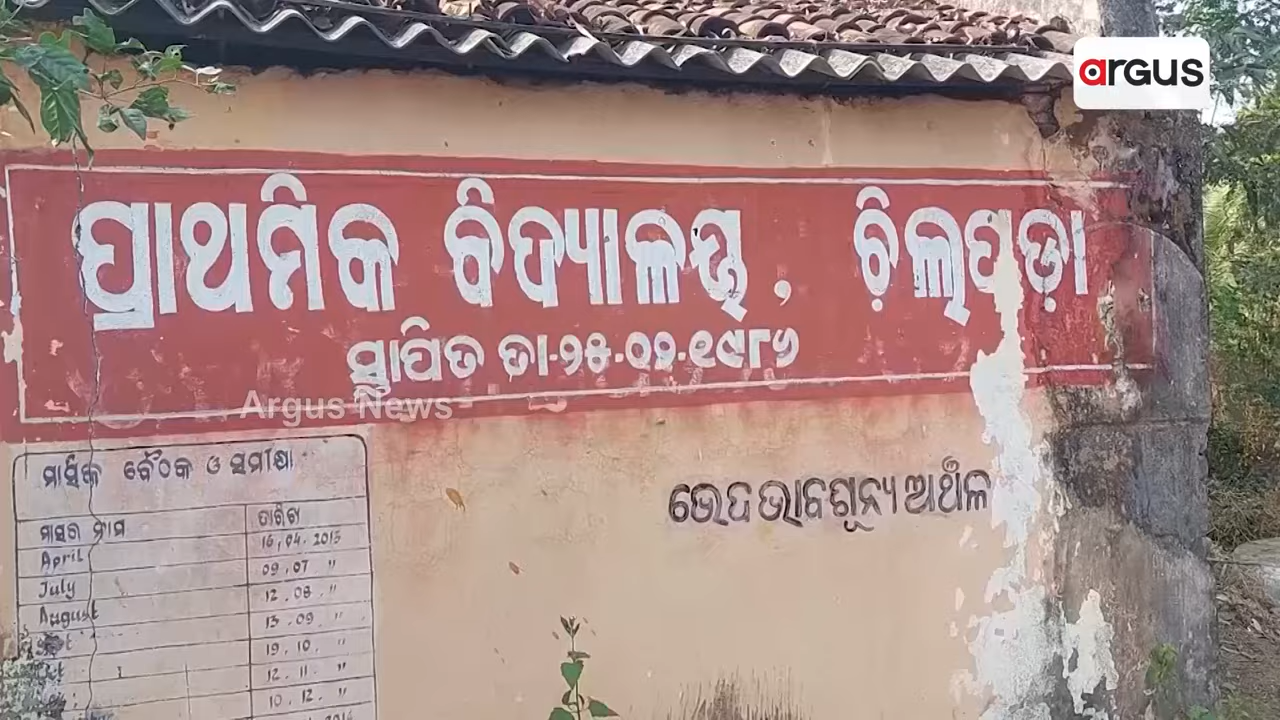 argus
ପ୍ରାଥମିକ ବିଦ୍ୟାଳୟ, ଚିଲପଡ଼ା
ସ୍ଥାପିତ ତା-୨୫-୦୨-୧୯୮୬
Argus News
ମାସିକ ବୈଠକ ଓ ସମୀକ୍ଷା
ମାସର ନାମ ତାରିଖ
April 16.04.2015
July 09.07 "
August 12.08. "
13.09. "
19.10. "
12.11. "
10.12. "
ଭେଦଭାବଶୂନ୍ୟ ଅଞ୍ଚଳ